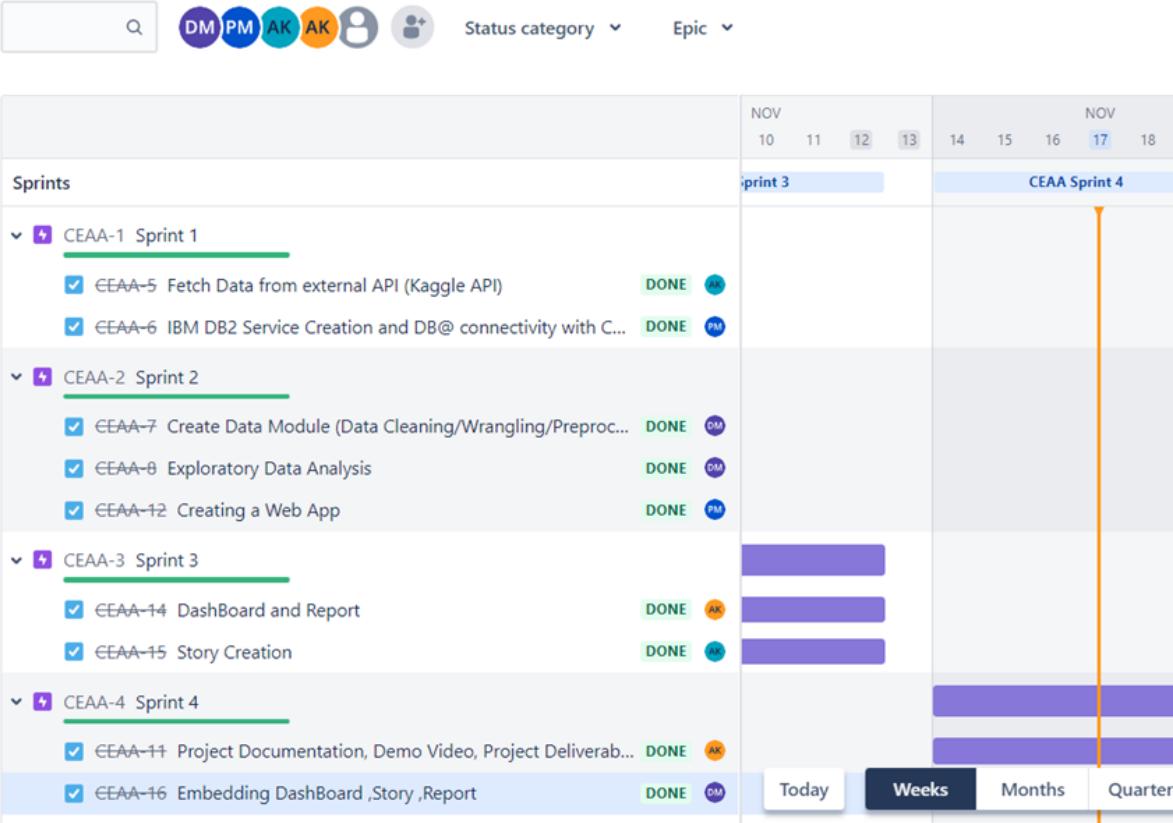 DM PM AK AK Status category Epic
NOV NOV
10 11 12 13 14 15 16 17 18
Sprints Sprint 3 CEAA Sprint 4
CEAA-1 Sprint 1
CEAA-5 Fetch Data from external API (Kaggle API) DONE AK
CEAA-6 IBM DB2 Service Creation and DB@ connectivity with C... DONE PM
CEAA-2 Sprint 2
CEAA-7 Create Data Module (Data Cleaning/Wrangling/Preproc... DONE DM
CEAA-8 Exploratory Data Analysis DONE DM
CEAA-12 Creating a Web App DONE PM
CEAA-3 Sprint 3
CEAA-14 DashBoard and Report DONE AK
CEAA-15 Story Creation DONE AK
CEAA-4 Sprint 4
CEAA-11 Project Documentation, Demo Video, Project Deliverab... DONE AK
CEAA-16 Embedding DashBoard ,Story ,Report DONE DM
Today Weeks Months Quarter